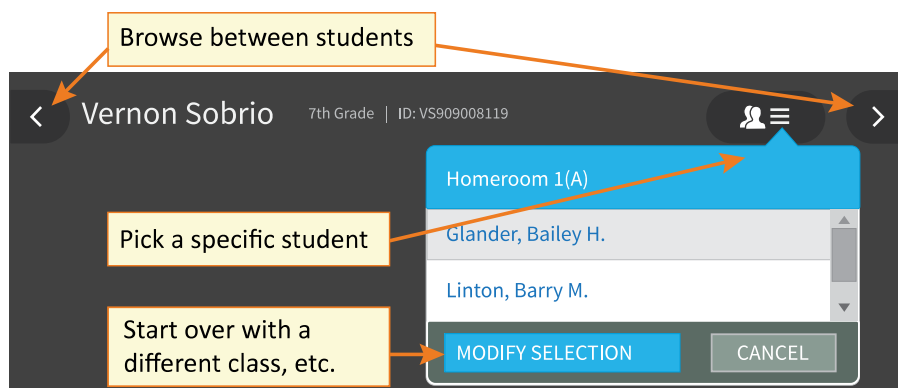 Browse between students
Vernon Sobrio
7th Grade | ID: VS909008119
Homeroom 1(A)
Pick a specific student
Glander, Bailey H.
Linton, Barry M.
Start over with a
different class, etc.
MODIFY SELECTION
CANCEL